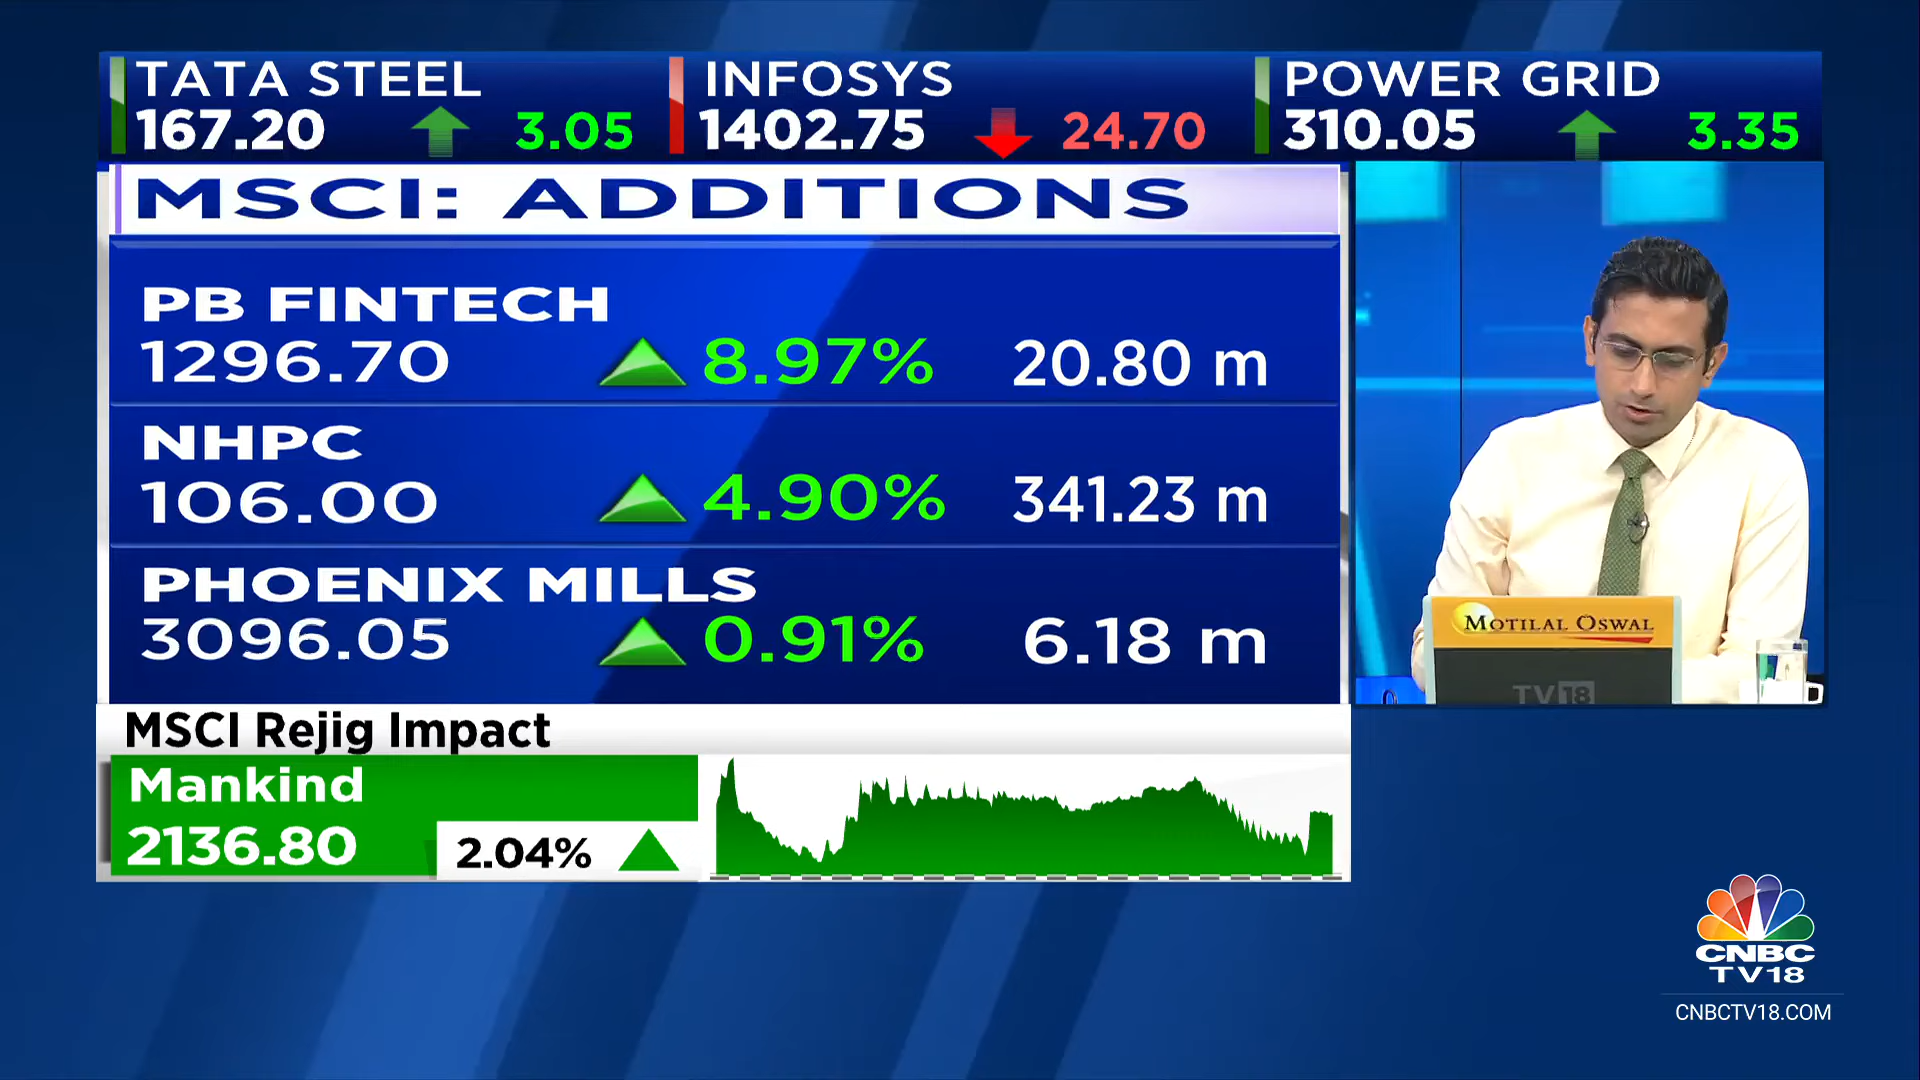 TATA STEEL
167.20 3.05
INFOSYS
1402.75 24.70
POWER GRID
310.05 3.35
MSCI: ADDITIONS
PB FINTECH
1296.70 8.97% 20.80 m
NHPC
106.00 4.90% 341.23 m
PHOENIX MILLS
3096.05 0.91% 6.18 m
MOTILAL OSWAL
TV18
MSCI Rejig Impact
Mankind
2136.80 2.04%
CNBC
TV18
CNBCTV18.COM